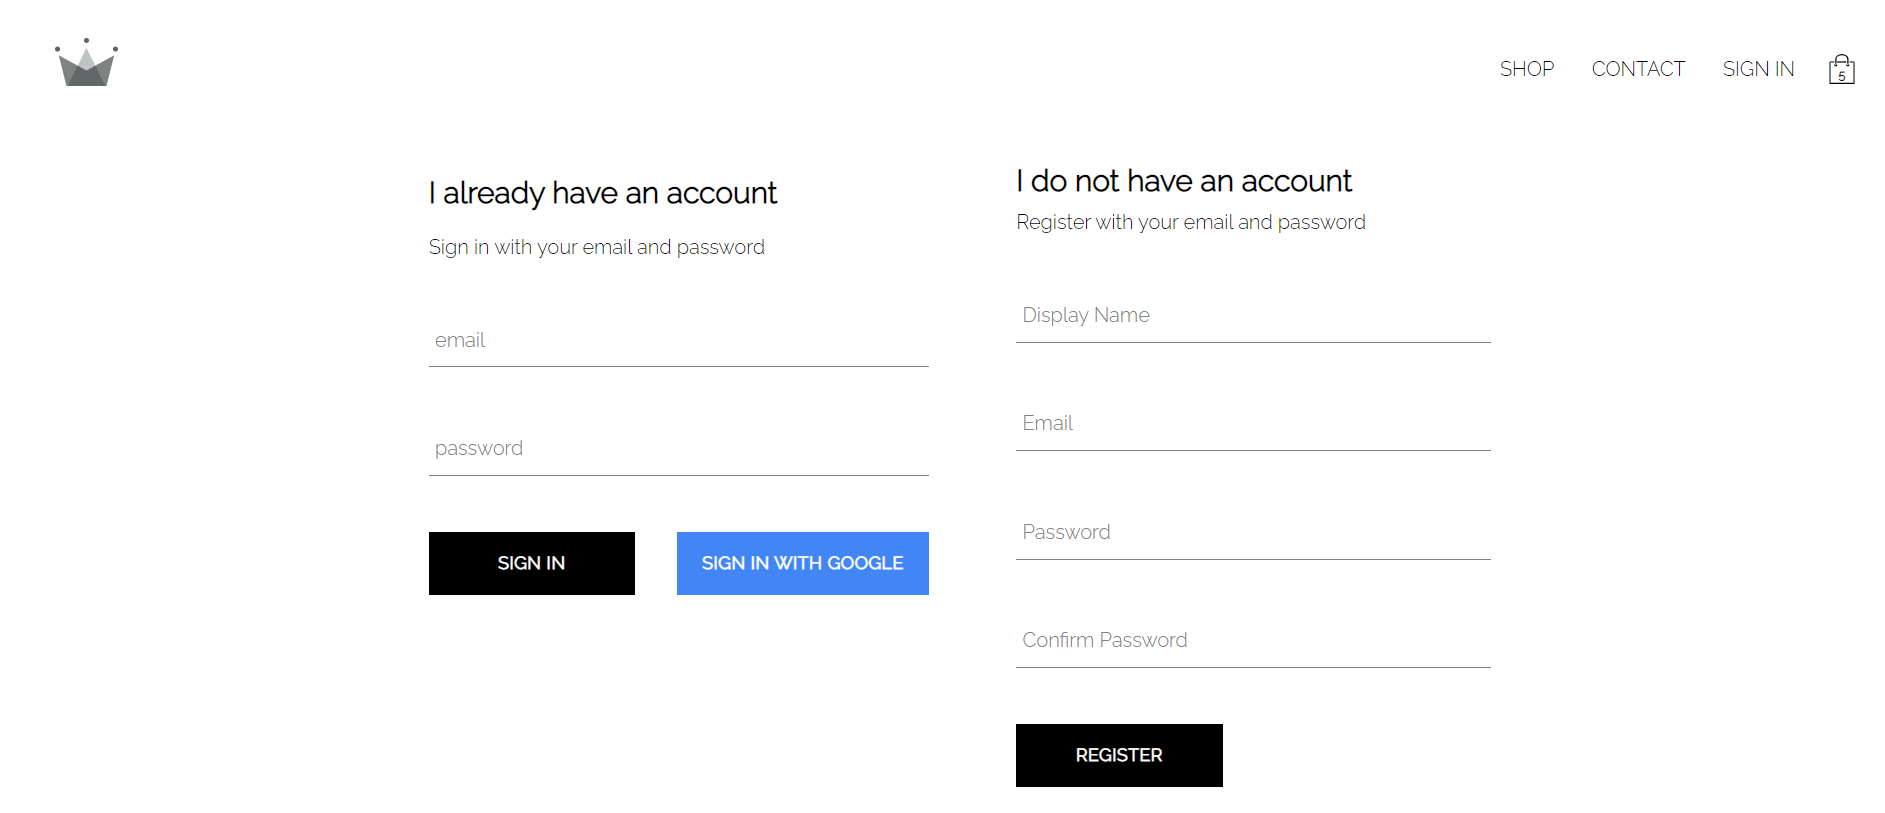 SHOP CONTACT SIGN IN 5
I already have an account
Sign in with your email and password
email
password
SIGN IN SIGN IN WITH GOOGLE
I do not have an account
Register with your email and password
Display Name
Email
Password
Confirm Password
REGISTER